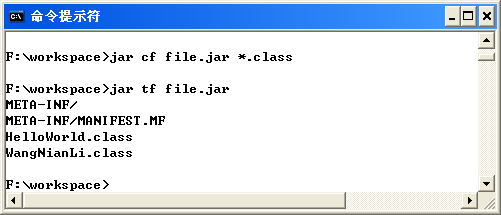 命令提示符
F:\workspace>jar cf file.jar *.class
F:\workspace>jar tf file.jar
META-INF/
META-INF/MANIFEST.MF
HelloWorld.class
WangNianLi.class
F:\workspace>